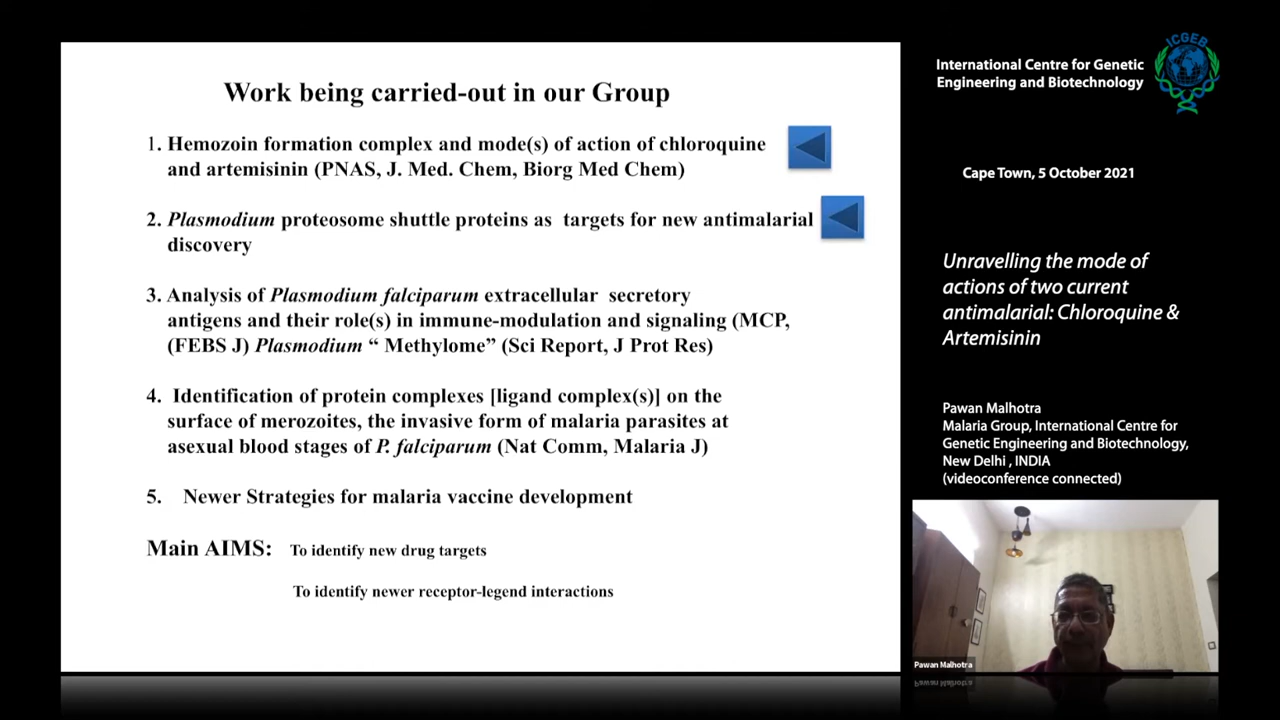 Work being carried-out in our Group
1. Hemozoin formation complex and mode(s) of action of chloroquine
and artemisinin (PNAS, J. Med. Chem, Biorg Med Chem)
2. Plasmodium proteosome shuttle proteins as targets for new antimalarial
discovery
3. Analysis of Plasmodium falciparum extracellular secretory
antigens and their role(s) in immune-modulation and signaling (MCP,
(FEBS J) Plasmodium “ Methylome” (Sci Report, J Prot Res)
4. Identification of protein complexes [ligand complex(s)] on the
surface of merozoites, the invasive form of malaria parasites at
asexual blood stages of P. falciparum (Nat Comm, Malaria J)
5. Newer Strategies for malaria vaccine development
Main AIMS: To identify new drug targets
To identify newer receptor-legend interactions
International Centre for Genetic
Engineering and Biotechnology
ICGEB
Cape Town, 5 October 2021
Unravelling the mode of
actions of two current
antimalarial: Chloroquine &
Artemisinin
Pawan Malhotra
Malaria Group, International Centre for
Genetic Engineering and Biotechnology,
New Delhi , INDIA
(videoconference connected)
Pawan Malhotra